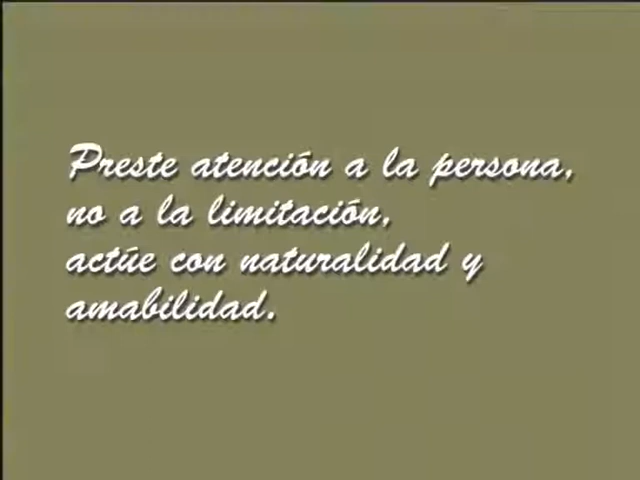 Preste atención a la persona,
no a la limitación,
actúe con naturalidad y
amabilidad.